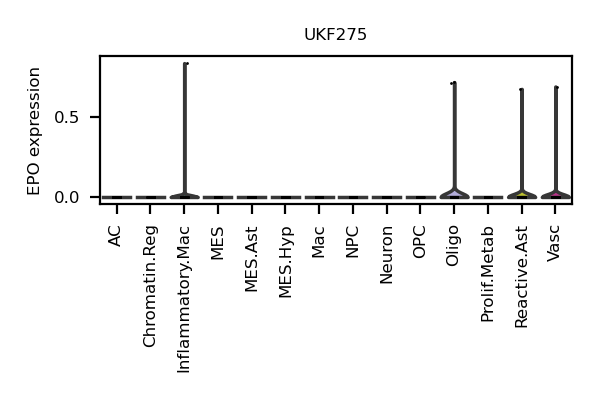 UKF275
EPO expression
0.5
0.0
AC
Chromatin.Reg
Inflammatory.Mac
MES
MES.Ast
MES.Hyp
Mac
NPC
Neuron
OPC
Oligo
Prolif.Metab
Reactive.Ast
Vasc